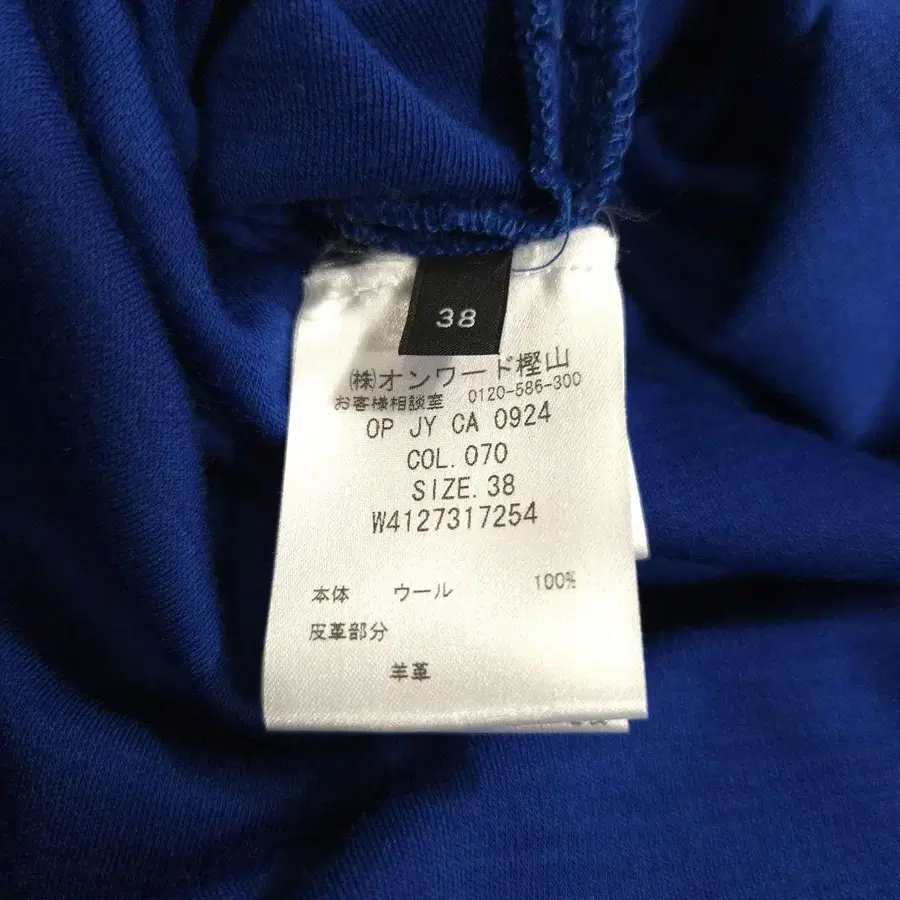 38
㈱オンワード樫山
お客様相談室 0120-586-300
OP JY CA 0924
COL.070
SIZE.38
W4127317254
本体 ウール 100%
皮革部分
羊革